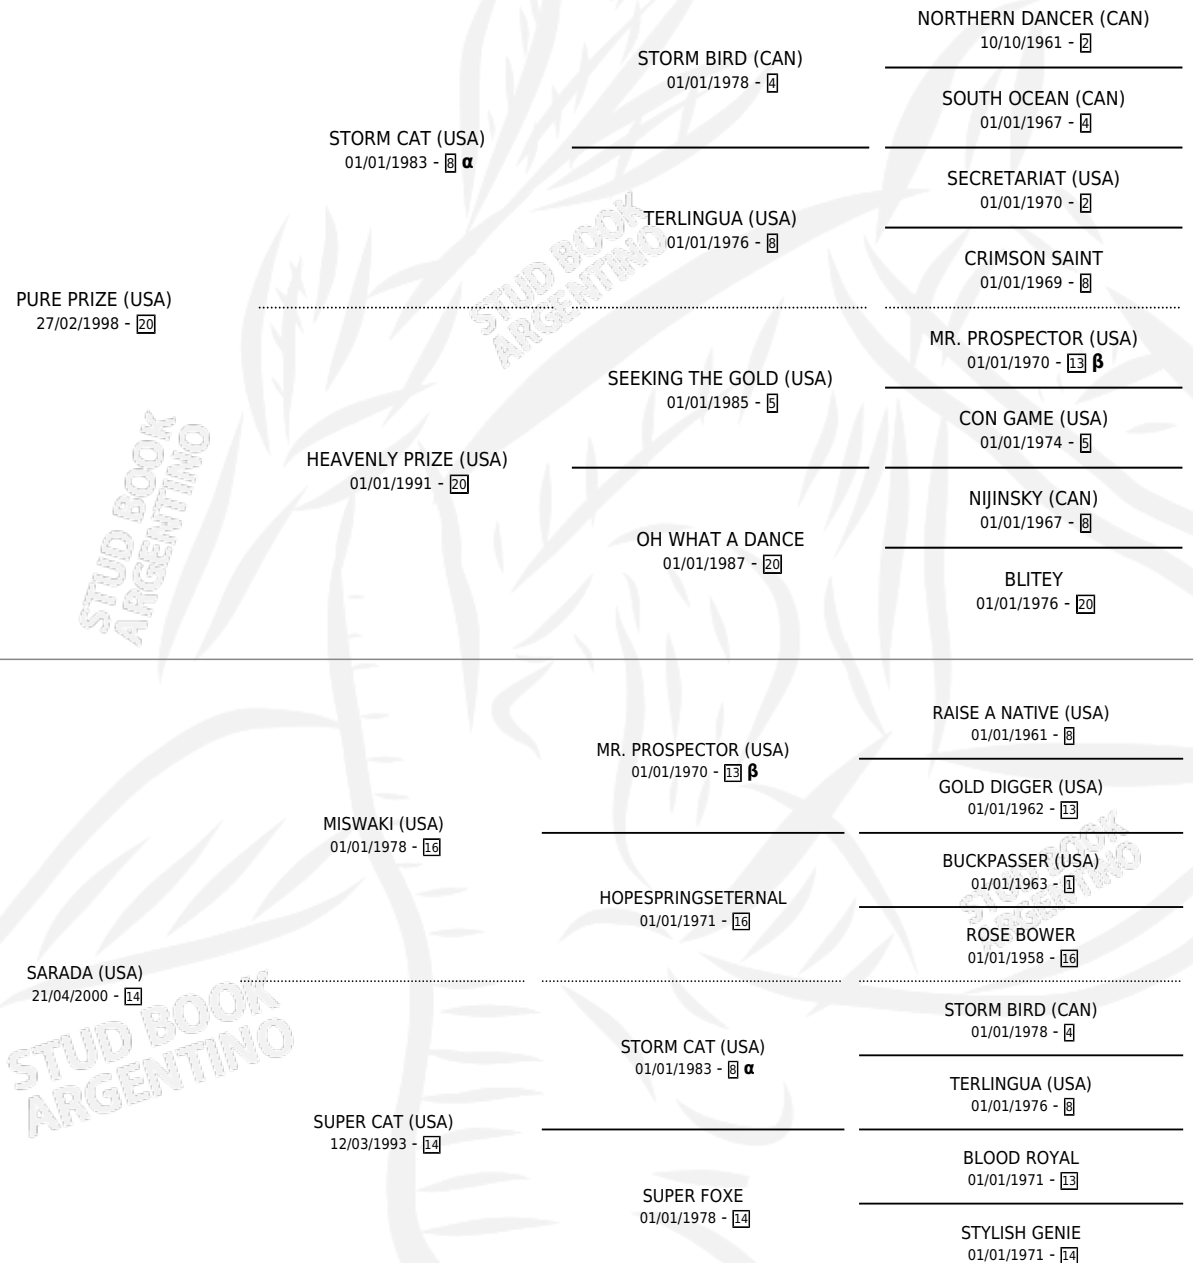 NORTHERN DANCER (CAN)
10/10/1961 - 2
STORM BIRD (CAN)
01/01/1978 - 4
SOUTH OCEAN (CAN)
01/01/1967 - 4
STORM CAT (USA)
01/01/1983 - 8 α
SECRETARIAT (USA)
01/01/1970 - 2
TERLINGUA (USA)
01/01/1976 - 8
CRIMSON SAINT
01/01/1969 - 8
PURE PRIZE (USA)
27/02/1998 - 20
STUD BOOK
ARGENTINO
MR. PROSPECTOR (USA)
01/01/1970 - 13 β
SEEKING THE GOLD (USA)
01/01/1985 - 5
CON GAME (USA)
01/01/1974 - 5
HEAVENLY PRIZE (USA)
01/01/1991 - 20
NIJINSKY (CAN)
01/01/1967 - 8
OH WHAT A DANCE
01/01/1987 - 20
BLITEY
01/01/1976 - 20
STUD BOOK
ARGENTINO
RAISE A NATIVE (USA)
01/01/1961 - 8
MR. PROSPECTOR (USA)
01/01/1970 - 13 β
GOLD DIGGER (USA)
01/01/1962 - 13
MISWAKI (USA)
01/01/1978 - 16
BUCKPASSER (USA)
01/01/1963 - 1
HOPESPRINGSETERNAL
01/01/1971 - 16
ROSE BOWER
01/01/1958 - 16
STUD BOOK
ARGENTINO
SARADA (USA)
21/04/2000 - 14
STUD BOOK
ARGENTINO
STORM BIRD (CAN)
01/01/1978 - 4
STORM CAT (USA)
01/01/1983 - 8 α
TERLINGUA (USA)
01/01/1976 - 8
SUPER CAT (USA)
12/03/1993 - 14
BLOOD ROYAL
01/01/1971 - 13
SUPER FOXE
01/01/1978 - 14
STYLISH GENIE
01/01/1971 - 14